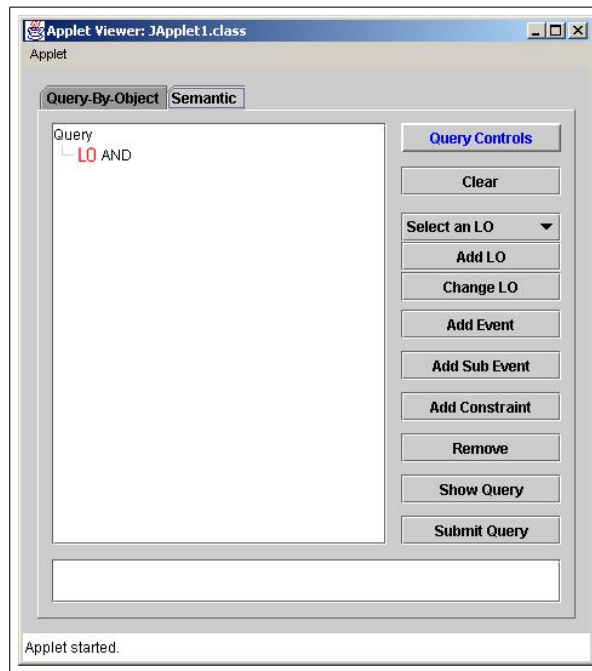 Applet Viewer: JApplet1.class
Applet
Query-By-Object Semantic
Query
LO AND
Query Controls
Clear
Select an LO
Add LO
Change LO
Add Event
Add Sub Event
Add Constraint
Remove
Show Query
Submit Query
Applet started.